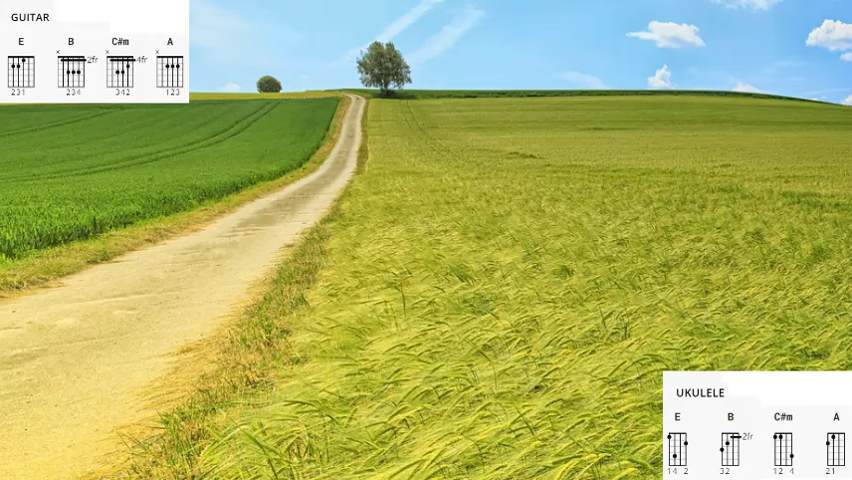 GUITAR
E B C#m A
x x x x
2fr 4fr
231 234 342 123
UKULELE
E B C#m A
2fr
14 2 32 12 4 21